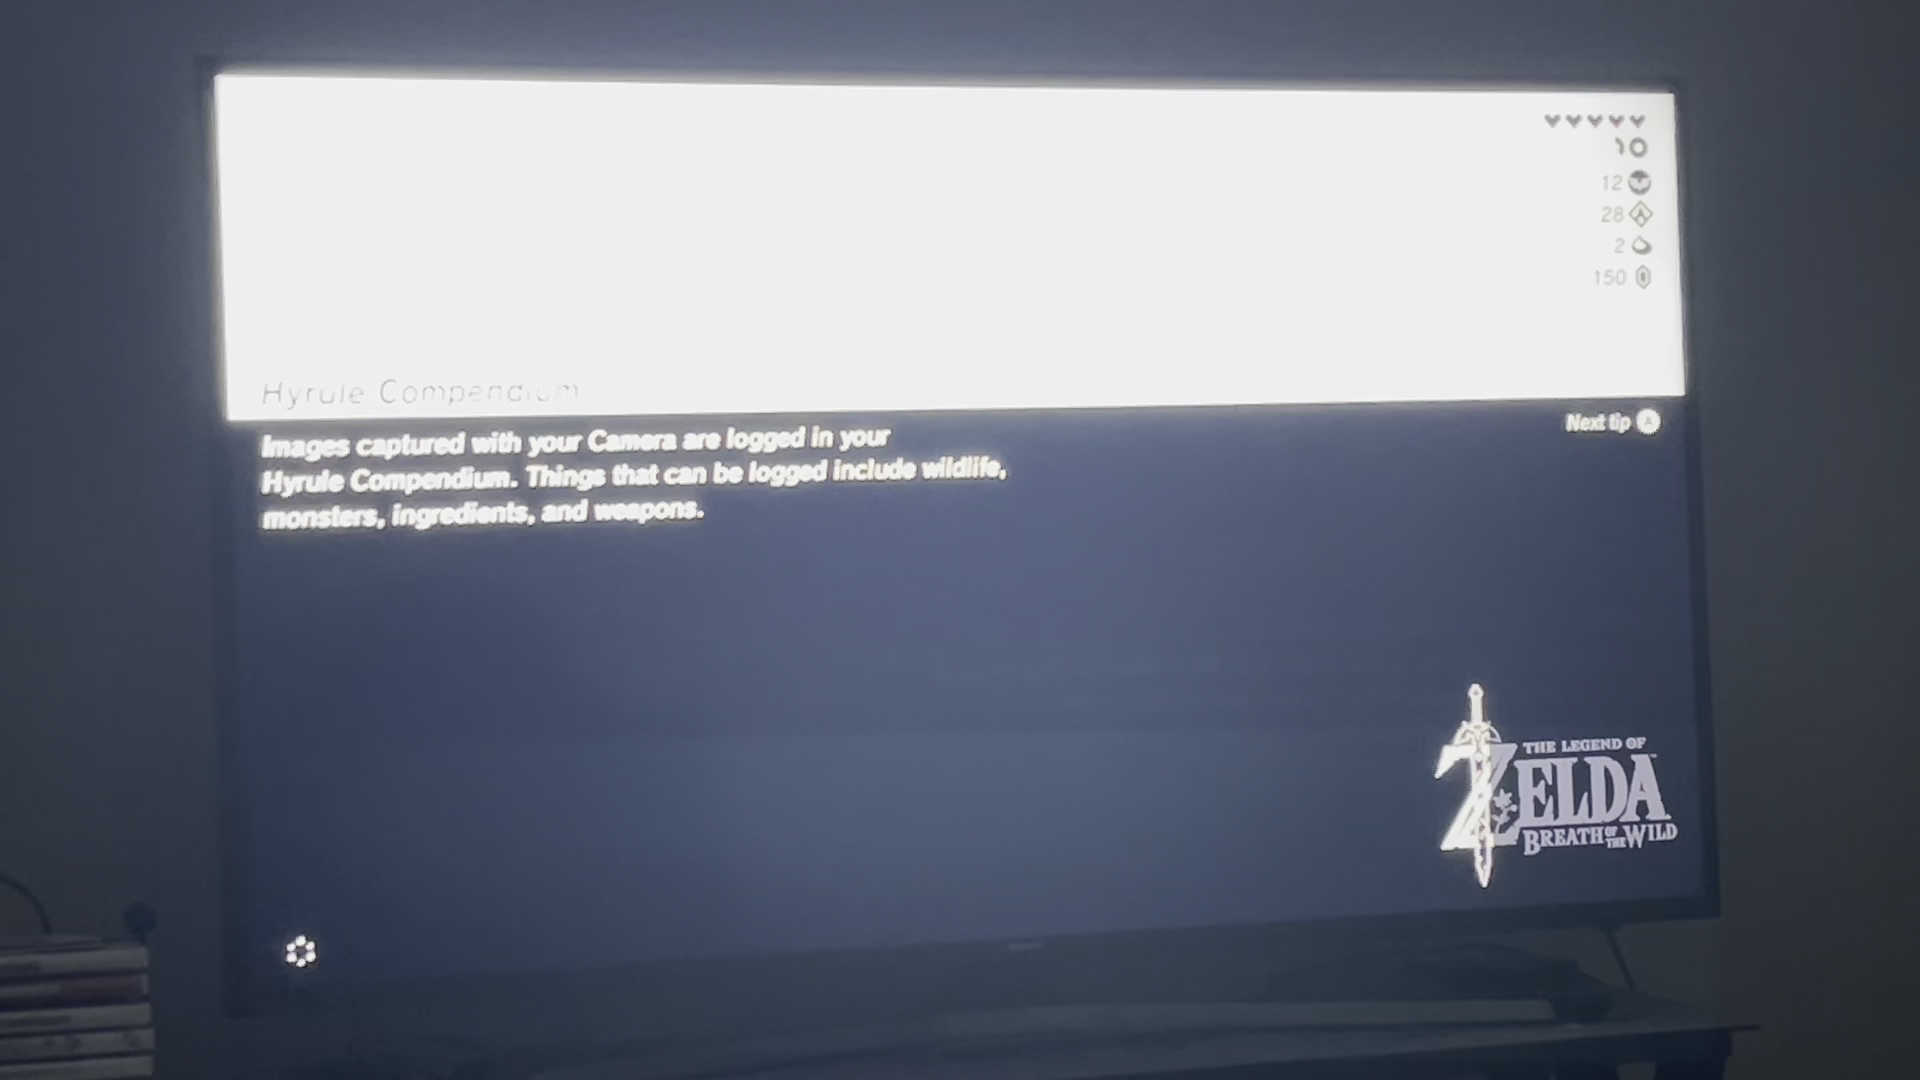 12
28
2
150
Hyrule Compendium
Next tip A
Images captured with your Camera are logged in your
Hyrule Compendium. Things that can be logged include wildlife,
monsters, ingredients, and weapons.
THE LEGEND OF
ZELDA
BREATH OF THE WILD